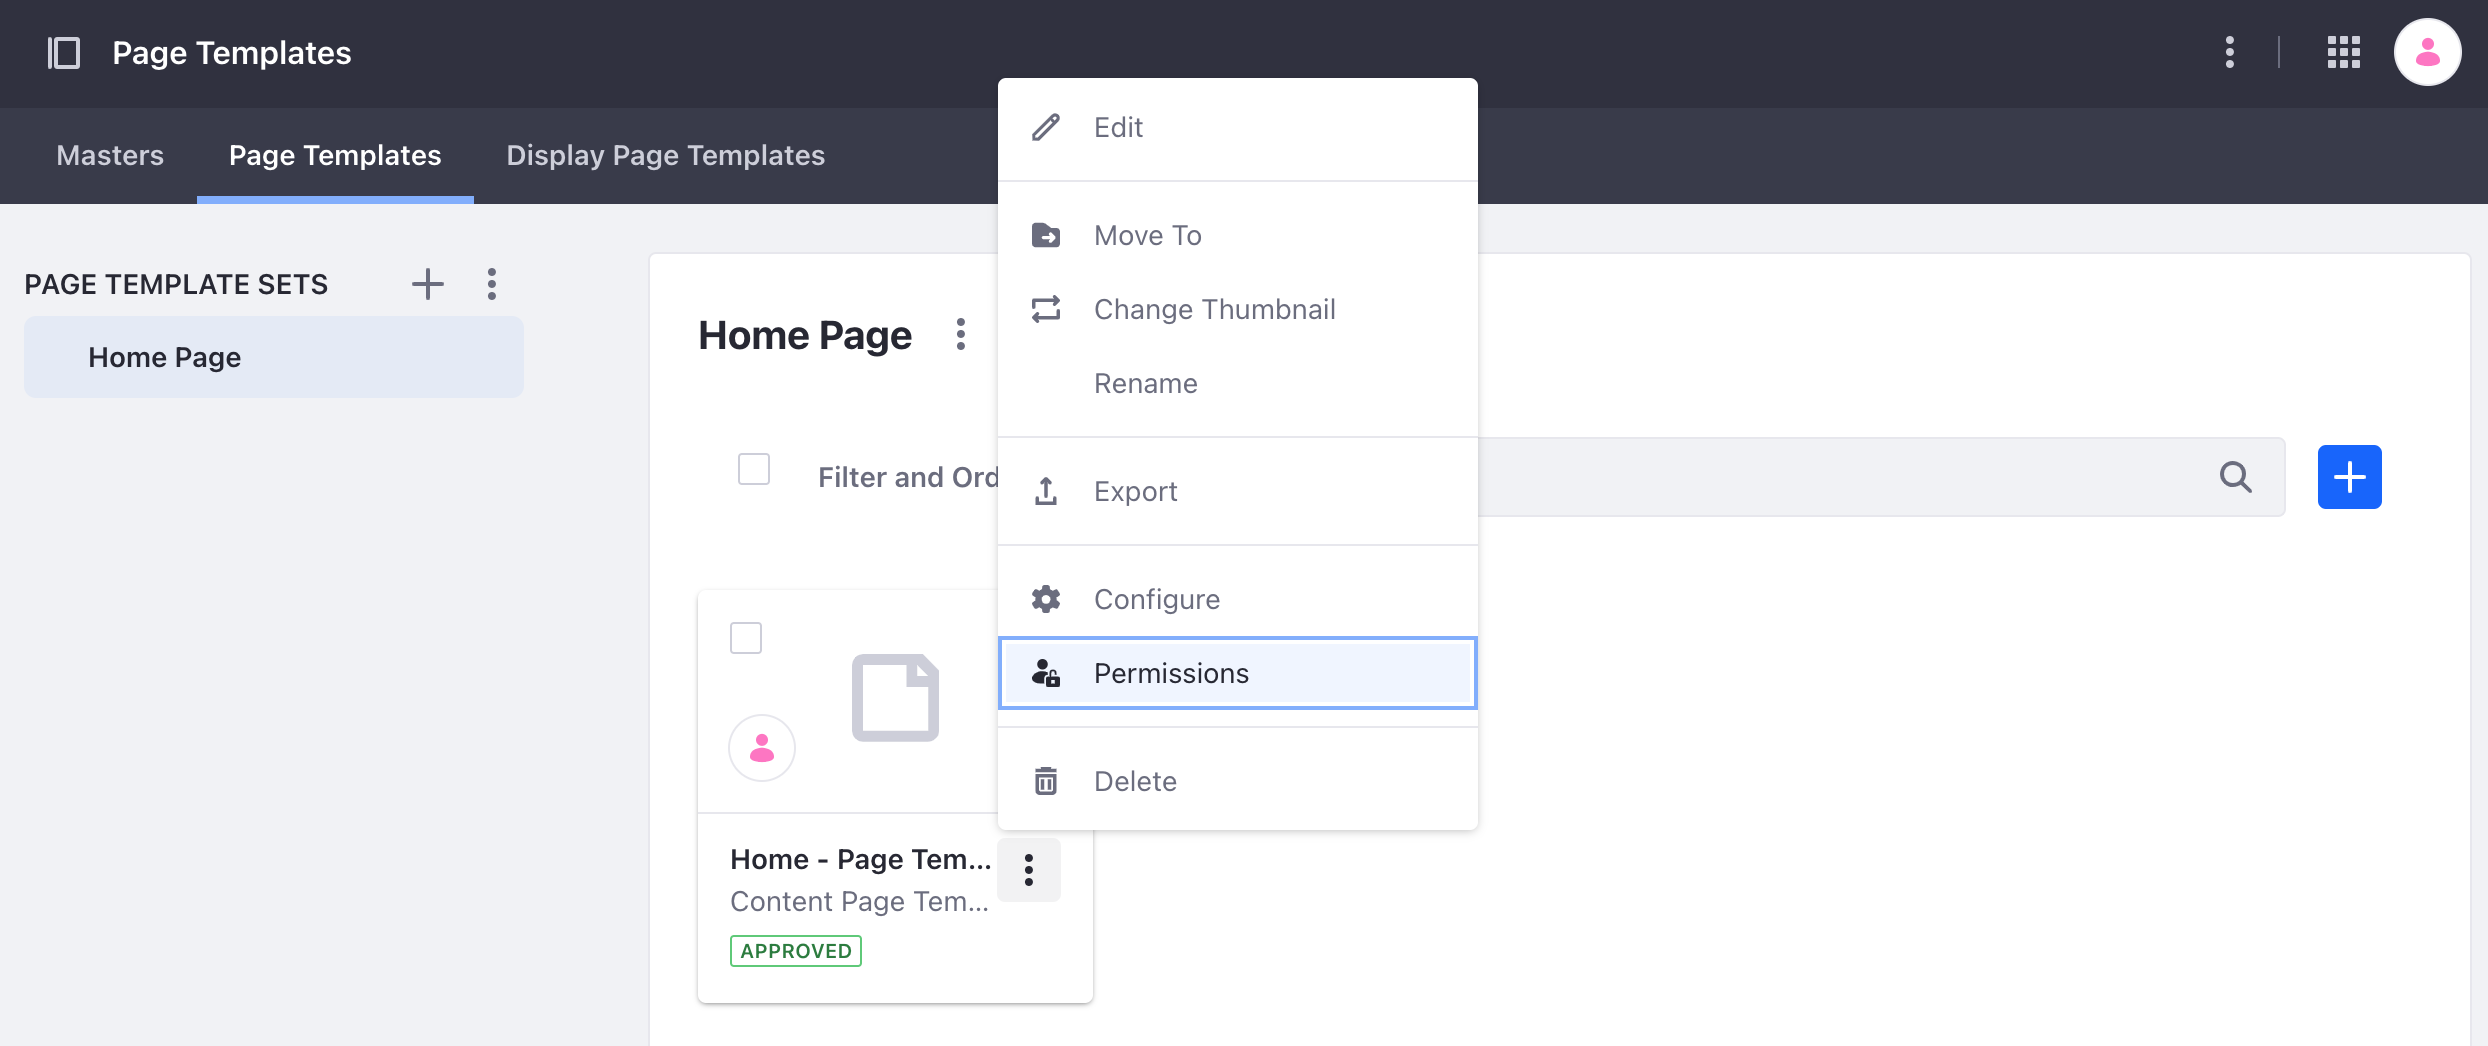 Page Templates
Masters
Page Templates
Display Page Templates
PAGE TEMPLATE SETS
Home Page
Home Page
Filter and Ord
Edit
Move To
Change Thumbnail
Rename
Export
Configure
Permissions
Delete
Home - Page Tem...
Content Page Tem...
APPROVED